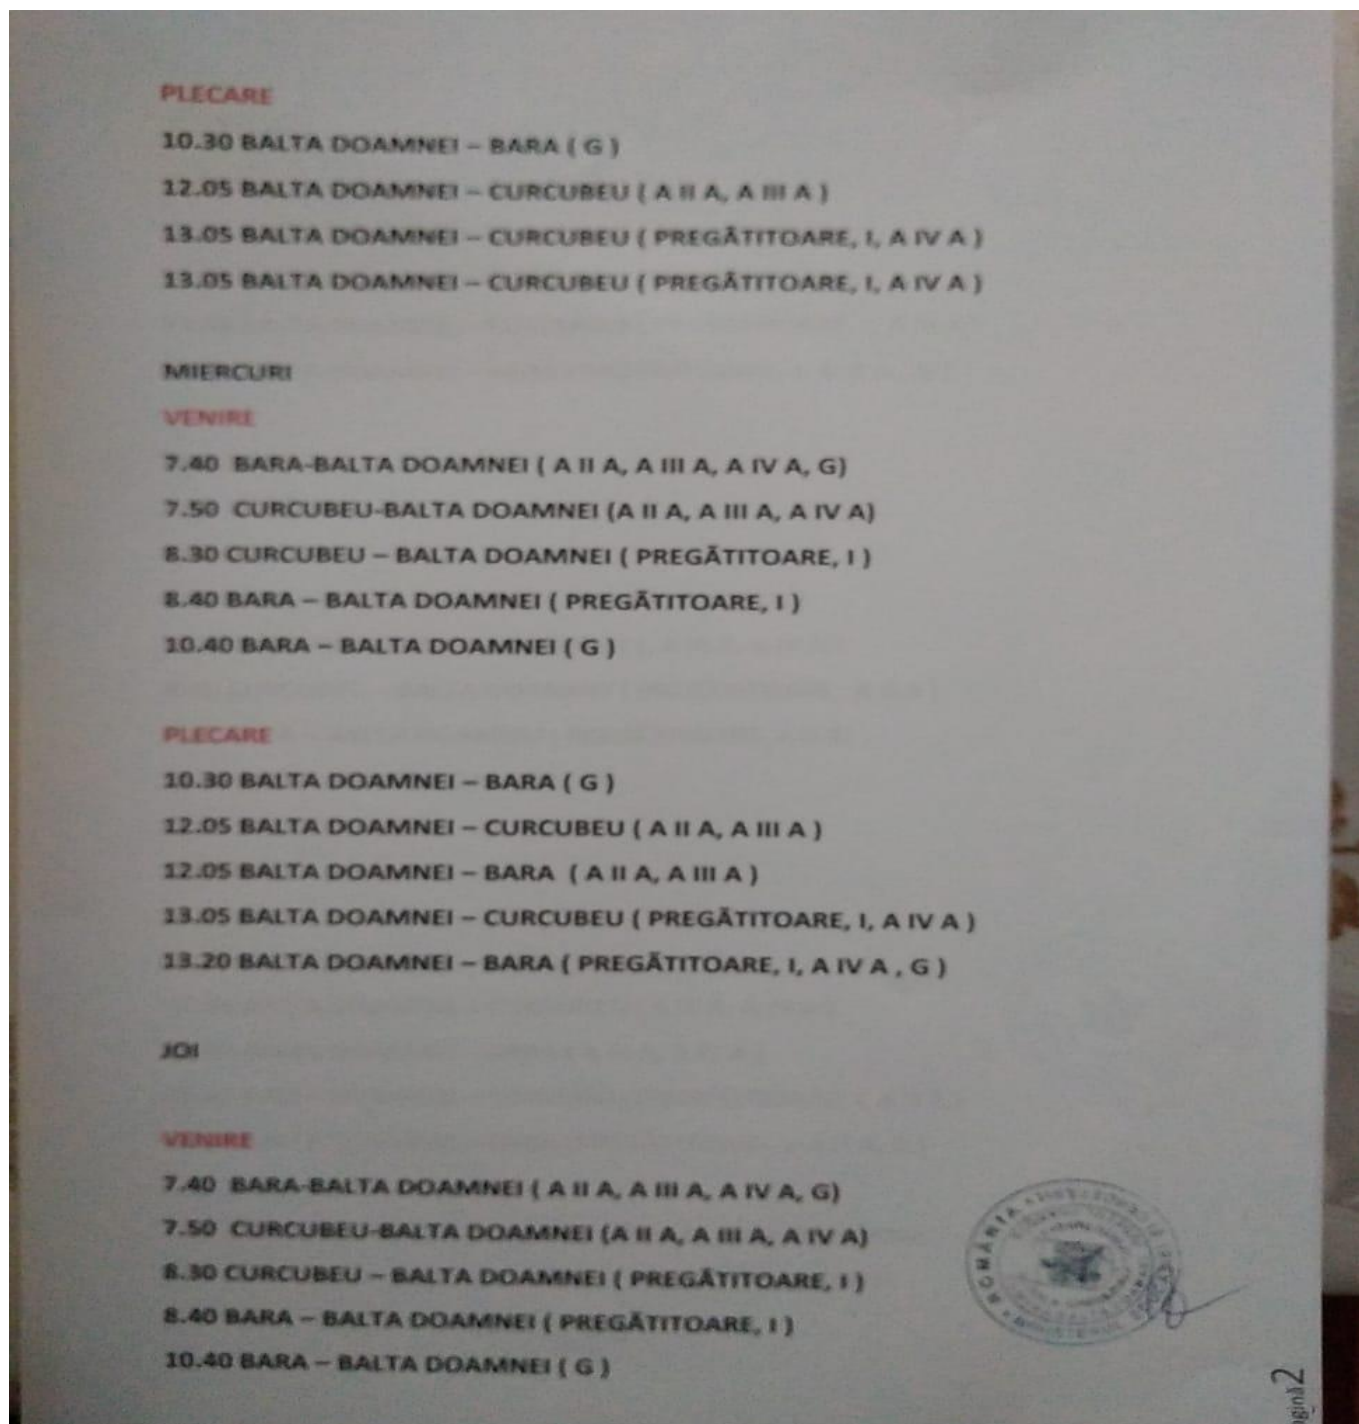 PLECARE
10.30 BALTA DOAMNEI – BARA ( G )
12.05 BALTA DOAMNEI – CURCUBEU ( A II A, A III A )
13.05 BALTA DOAMNEI – CURCUBEU ( PREGĂTITOARE, I, A IV A )
13.05 BALTA DOAMNEI – CURCUBEU ( PREGĂTITOARE, I, A IV A )
MIERCURI
VENIRE
7.40 BARA-BALTA DOAMNEI ( A II A, A III A, A IV A, G)
7.50 CURCUBEU-BALTA DOAMNEI (A II A, A III A, A IV A)
8.30 CURCUBEU – BALTA DOAMNEI ( PREGĂTITOARE, I )
8.40 BARA – BALTA DOAMNEI ( PREGĂTITOARE, I )
10.40 BARA – BALTA DOAMNEI ( G )
PLECARE
10.30 BALTA DOAMNEI – BARA ( G )
12.05 BALTA DOAMNEI – CURCUBEU ( A II A, A III A )
12.05 BALTA DOAMNEI – BARA ( A II A, A III A )
13.05 BALTA DOAMNEI – CURCUBEU ( PREGĂTITOARE, I, A IV A )
13.20 BALTA DOAMNEI – BARA ( PREGĂTITOARE, I, A IV A , G )
JOI
VENIRE
7.40 BARA-BALTA DOAMNEI ( A II A, A III A, A IV A, G)
7.50 CURCUBEU-BALTA DOAMNEI (A II A, A III A, A IV A)
8.30 CURCUBEU – BALTA DOAMNEI ( PREGĂTITOARE, I )
8.40 BARA – BALTA DOAMNEI ( PREGĂTITOARE, I )
10.40 BARA – BALTA DOAMNEI ( G )
ROMÂNIA
2